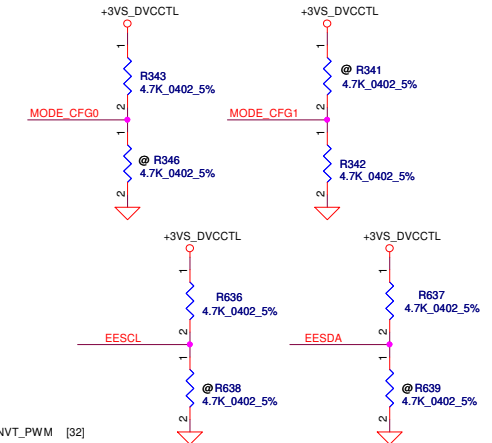 +3VS_DVCCTL
+3VS_DVCCTL
1
1
R343
4.7K_0402_5%
@ R341
4.7K_0402_5%
2
2
MODE_CFG0
MODE_CFG1
1
1
@ R346
4.7K_0402_5%
R342
4.7K_0402_5%
2
2
+3VS_DVCCTL
+3VS_DVCCTL
1
1
R636
4.7K_0402_5%
R637
4.7K_0402_5%
2
2
EESCL
EESDA
1
1
@R638
4.7K_0402_5%
@R639
4.7K_0402_5%
2
2
NVT_PWM [32]